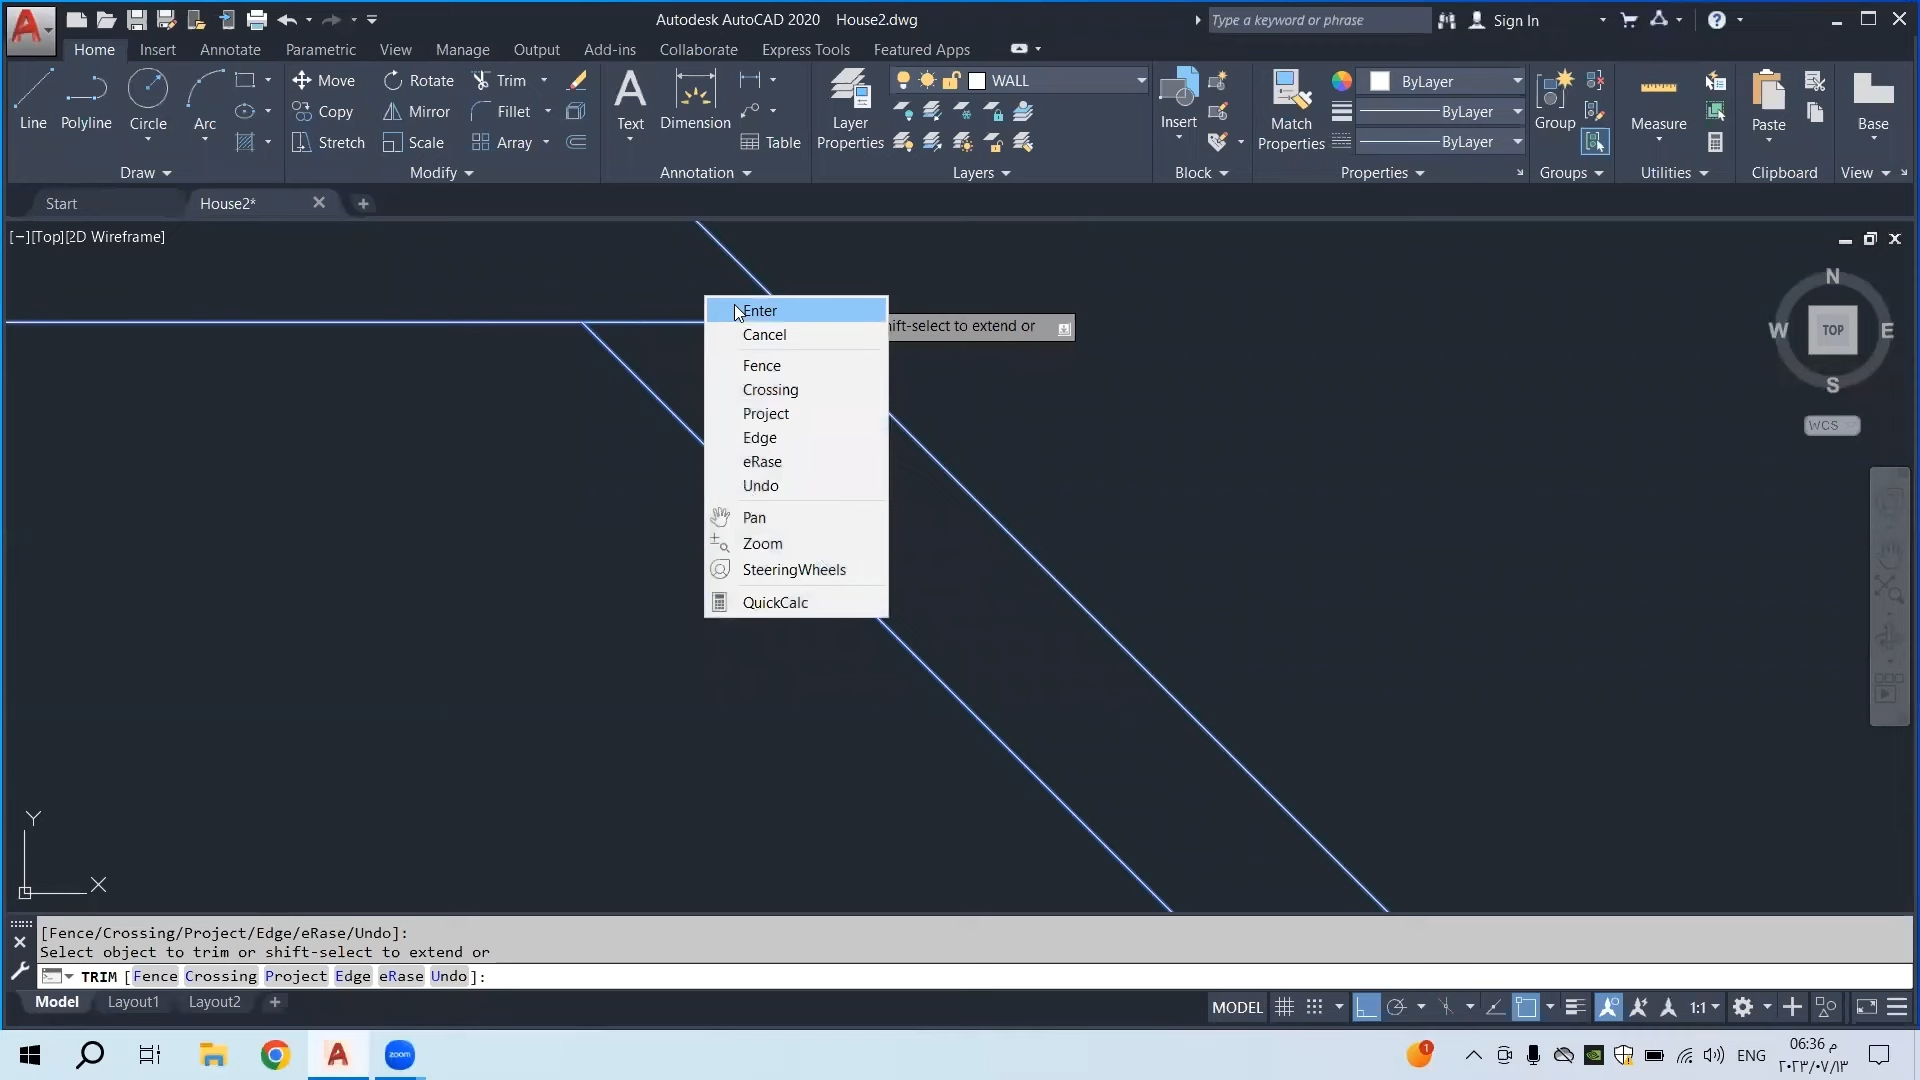 Autodesk AutoCAD 2020 House2.dwg
Type a keyword or phrase
Sign In
Home Insert Annotate Parametric View Manage Output Add-ins Collaborate Express Tools Featured Apps
Line Polyline Circle Arc
Move Rotate Trim
Copy Mirror Fillet
Stretch Scale Array
Text Dimension Table
Layer Properties
WALL
Insert
Match Properties
ByLayer
ByLayer
ByLayer
Group
Measure
Paste
Base
Draw Modify Annotation Layers Block Properties Groups Utilities Clipboard View
Start House2*
[−][Top][2D Wireframe]
N
W TOP E
S
WCS
Enter
Cancel
Fence
Crossing
Project
Edge
eRase
Undo
Pan
Zoom
SteeringWheels
QuickCalc
ift-select to extend or
Y
X
[Fence/Crossing/Project/Edge/eRase/Undo]:
Select object to trim or shift-select to extend or
TRIM [Fence Crossing Project Edge eRase Undo]:
Model Layout1 Layout2
MODEL 1:1
zoom
1
ENG
06:36 م
٢٠٢٣/٠٧/١٣